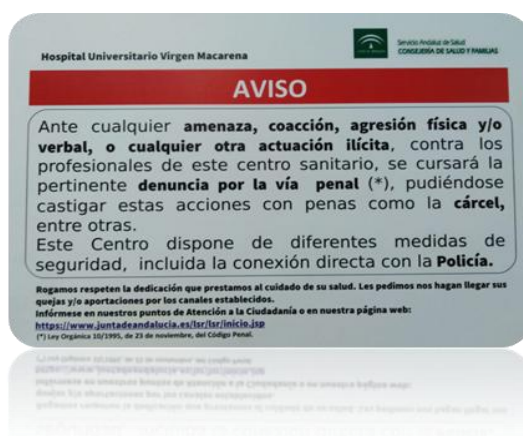 Hospital Universitario Virgen Macarena
Servicio Andaluz de Salud
CONSEJERÍA DE SALUD Y FAMILIAS
AVISO
Ante cualquier amenaza, coacción, agresión física y/o
verbal, o cualquier otra actuación ilícita, contra los
profesionales de este centro sanitario, se cursará la
pertinente denuncia por la vía penal (*), pudiéndose
castigar estas acciones con penas como la cárcel,
entre otras.
Este Centro dispone de diferentes medidas de
seguridad, incluida la conexión directa con la Policía.
Rogamos respeten la dedicación que prestamos al cuidado de su salud. Les pedimos nos hagan llegar sus
quejas y/o aportaciones por los canales establecidos.
Infórmese en nuestros puntos de Atención a la Ciudadanía o en nuestra página web:
https://www.juntadeandalucia.es/lsr/lsr/inicio.jsp
(*) Ley Orgánica 10/1995, de 23 de noviembre, del Código Penal.